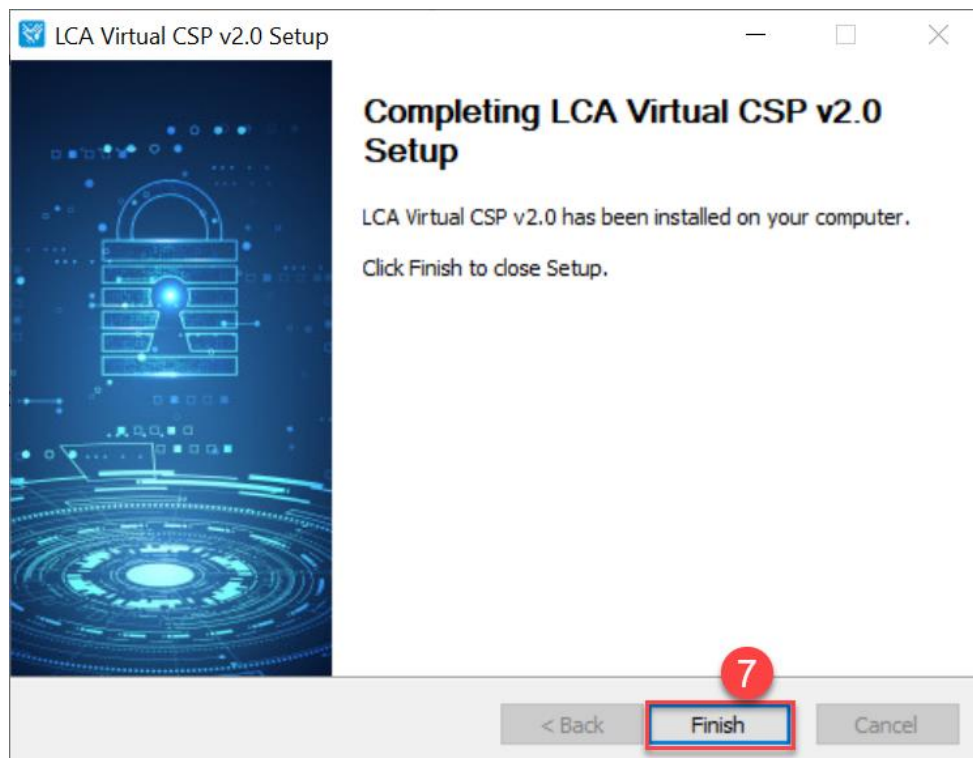 LCA Virtual CSP v2.0 Setup
Completing LCA Virtual CSP v2.0
Setup
LCA Virtual CSP v2.0 has been installed on your computer.
Click Finish to close Setup.
7
< Back
Finish
Cancel